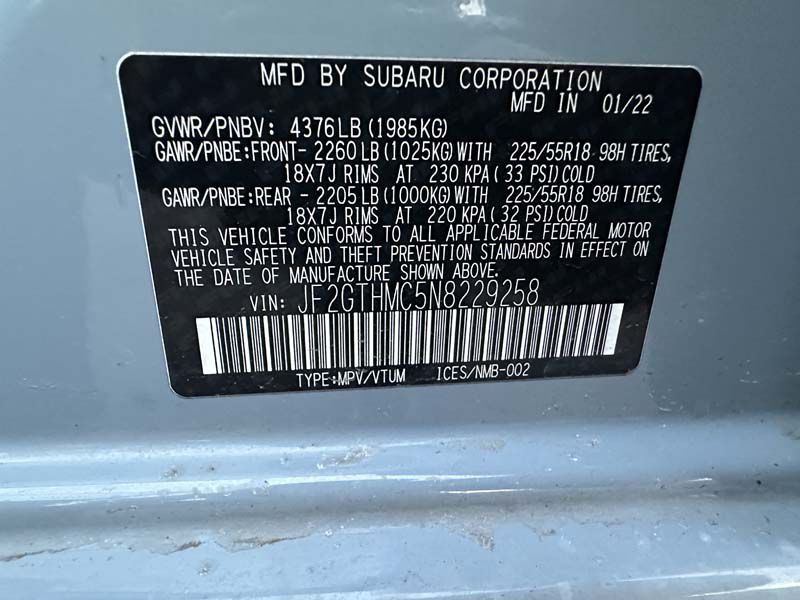 MFD BY SUBARU CORPORATION
MFD IN 01/22
GVWR/PNBV: 4376LB(1985KG)
GAWR/PNBE:FRONT- 2260LB(1025KG)WITH 225/55R18 98H TIRES,
18X7J RIMS AT 230 KPA(33 PSI)COLD
GAWR/PNBE:REAR - 2205LB(1000KG)WITH 225/55R18 98H TIRES,
18X7J RIMS AT 220 KPA(32 PSI)COLD
THIS VEHICLE CONFORMS TO ALL APPLICABLE FEDERAL MOTOR
VEHICLE SAFETY AND THEFT PREVENTION STANDARDS IN EFFECT ON
THE DATE OF MANUFACTURE SHOWN ABOVE.
VIN: JF2GTHMC5N8229258
TYPE:MPV/VTUM ICES/NMB-002